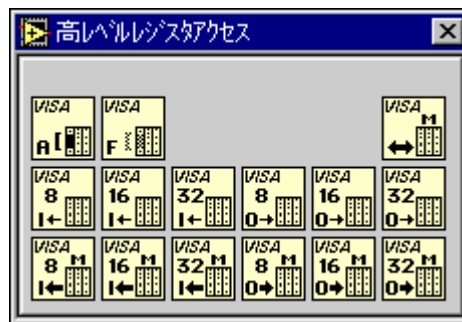 高レベルレジスタアクセス
VISA VISA VISA M
A F
VISA VISA VISA VISA VISA VISA
8 16 32 8 16 32
I← I← I← O→ O→ O→
VISA VISA VISA VISA VISA VISA
8 M 16 M 32 M 8 M 16 M 32 M
I← I← I← O→ O→ O→